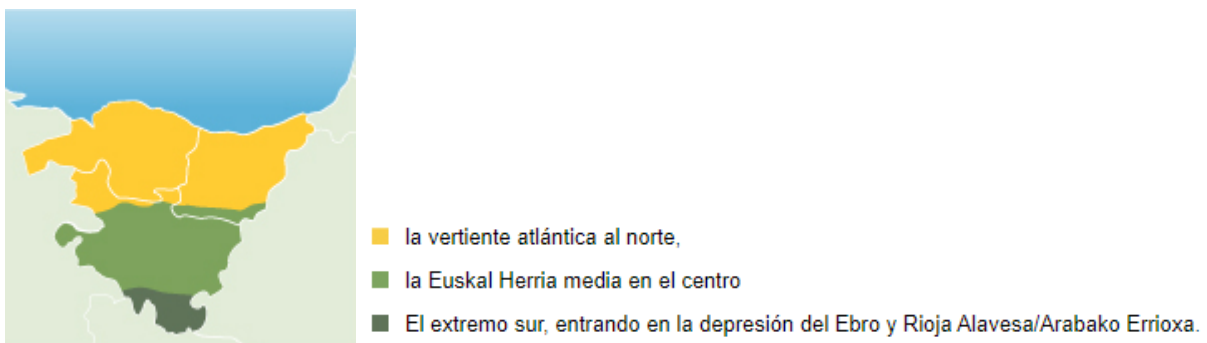 la vertiente atlántica al norte,
la Euskal Herria media en el centro
El extremo sur, entrando en la depresión del Ebro y Rioja Alavesa/Arabako Errioxa.